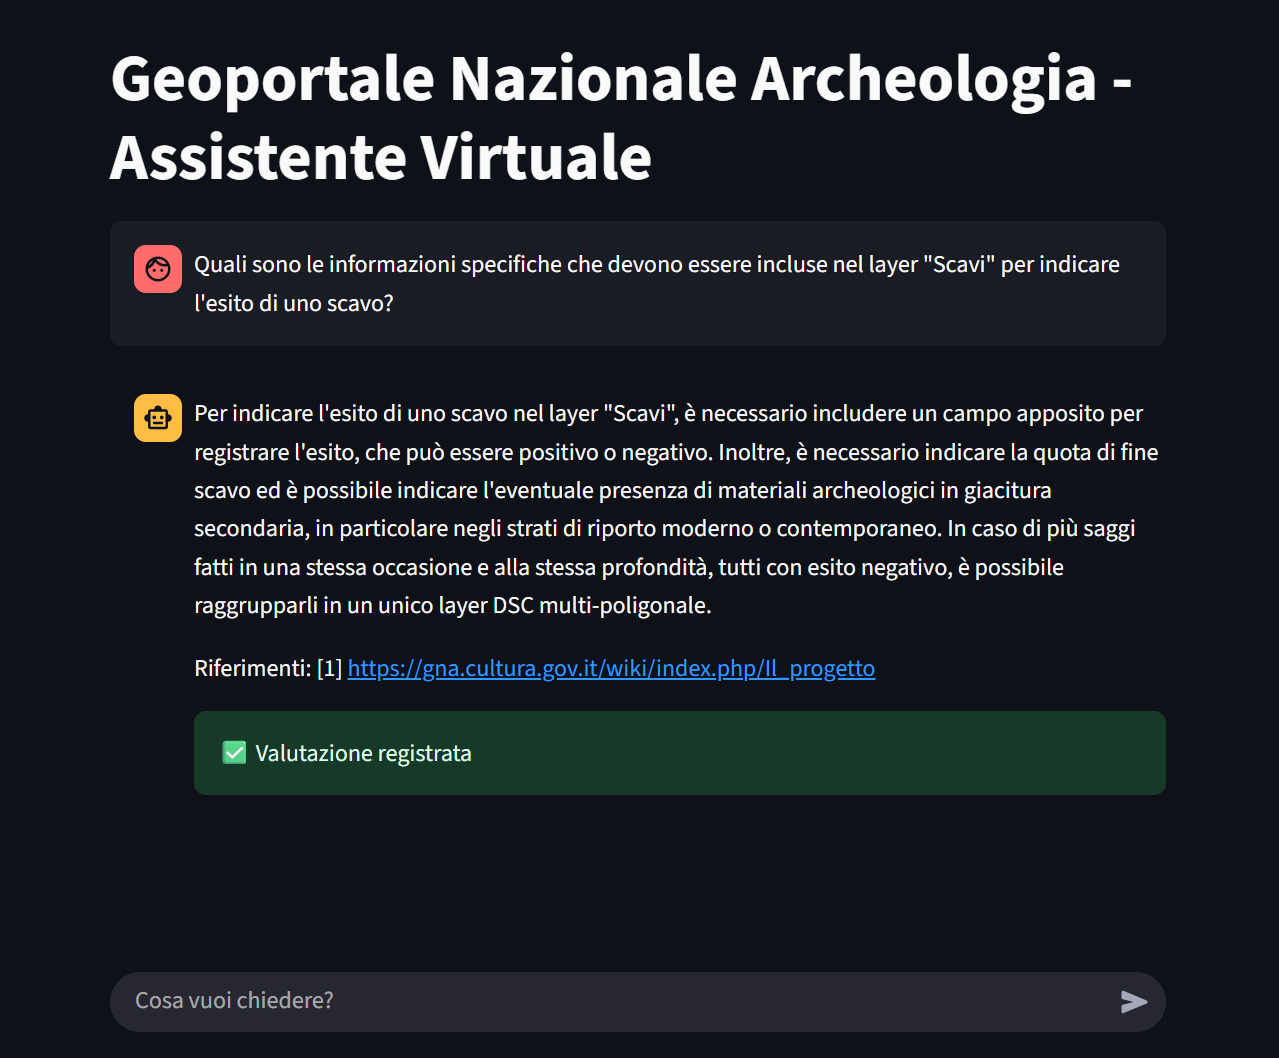 Geoportale Nazionale Archeologia -
Assistente Virtuale
Quali sono le informazioni specifiche che devono essere incluse nel layer "Scavi" per indicare
l'esito di uno scavo?
Per indicare l'esito di uno scavo nel layer "Scavi", è necessario includere un campo apposito per
registrare l'esito, che può essere positivo o negativo. Inoltre, è necessario indicare la quota di fine
scavo ed è possibile indicare l'eventuale presenza di materiali archeologici in giacitura
secondaria, in particolare negli strati di riporto moderno o contemporaneo. In caso di più saggi
fatti in una stessa occasione e alla stessa profondità, tutti con esito negativo, è possibile
raggrupparli in un unico layer DSC multi-poligonale.
Riferimenti: [1] https://gna.cultura.gov.it/wiki/index.php/Il_progetto
✅ Valutazione registrata
Cosa vuoi chiedere?